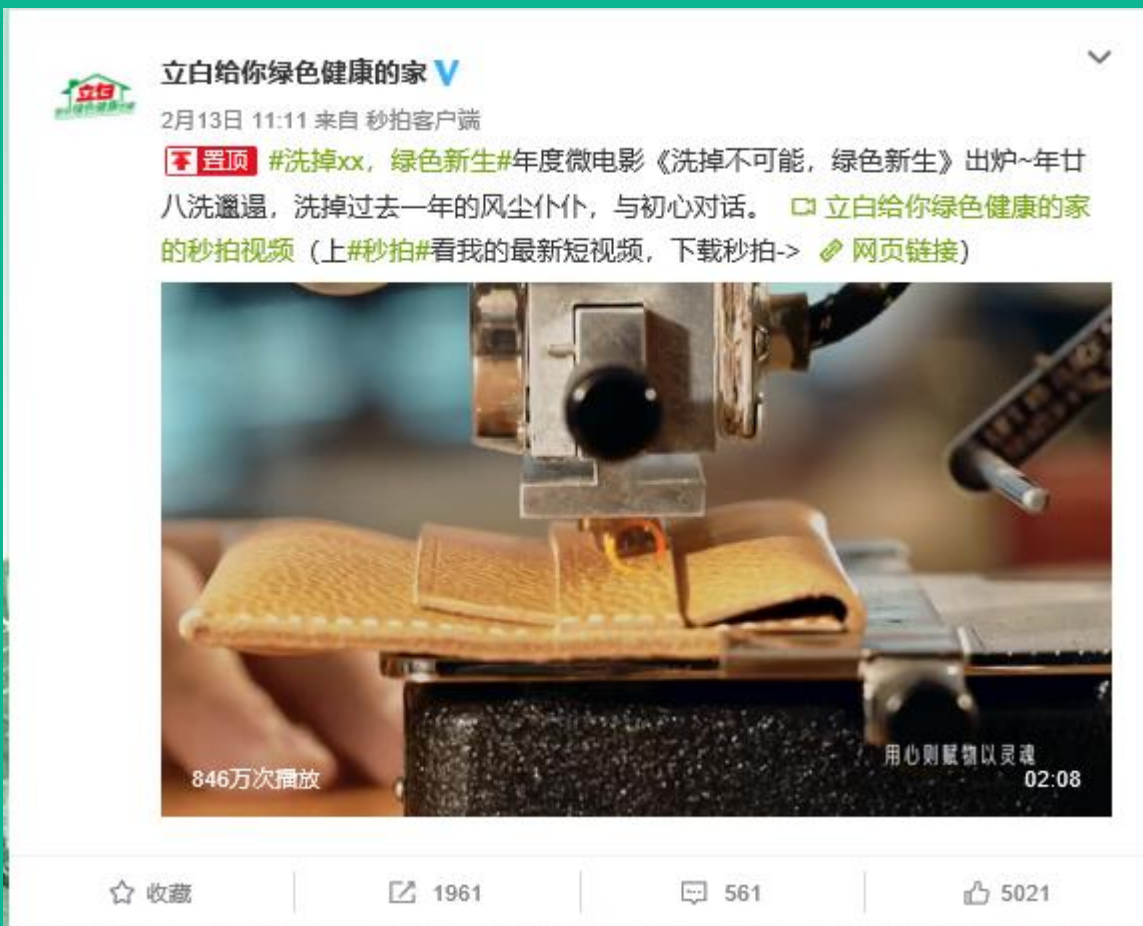 立白给你绿色健康的家
立白
2月13日 11:11 来自 秒拍客户端
置顶 #洗掉xx，绿色新生#年度微电影《洗掉不可能，绿色新生》出炉~年廿
八洗邋遢，洗掉过去一年的风尘仆仆，与初心对话。 立白给你绿色健康的家
的秒拍视频（上#秒拍#看我的最新短视频，下载秒拍-> 网页链接）
用心则赋物以灵魂
846万次播放 02:08
收藏 1961 561 5021